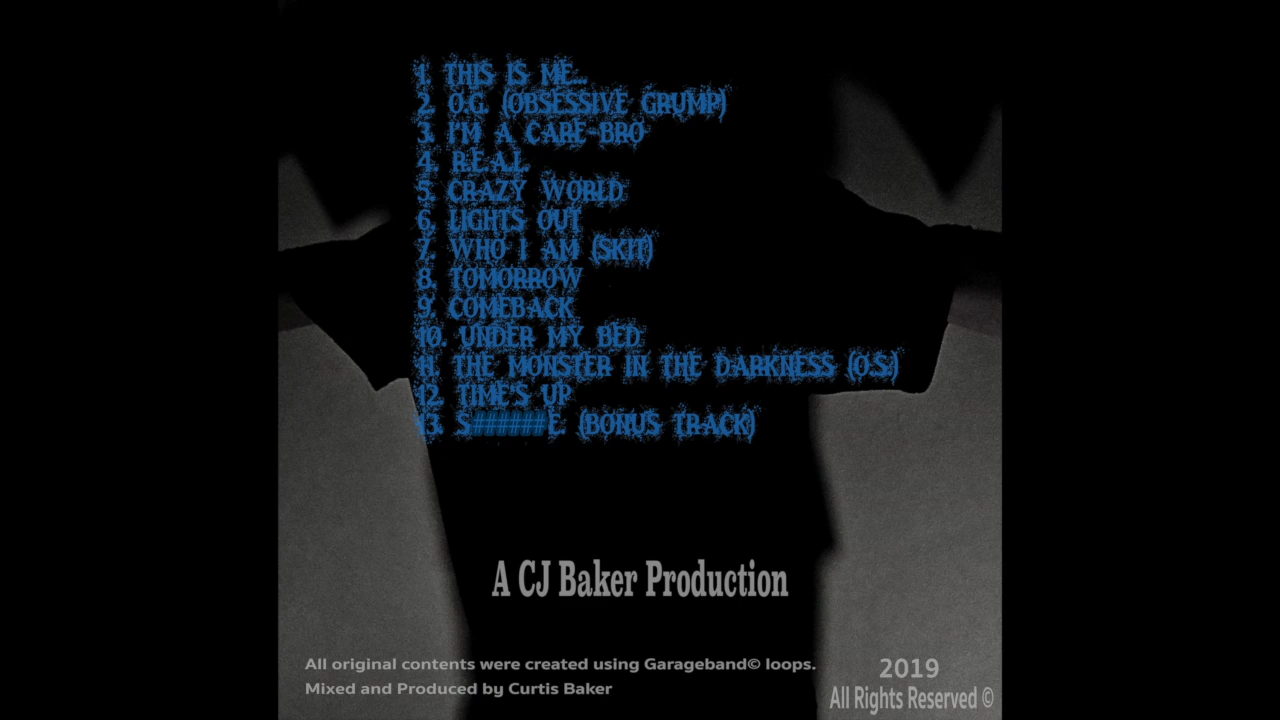 1. THIS IS ME...
2. O.G. (OBSESSIVE GRUMP)
3. I'M A CARE-BRO
4. R.E.A.L.
5. CRAZY WORLD
6. LIGHTS OUT
7. WHO I AM (SKIT)
8. TOMORROW
9. COMEBACK
10. UNDER MY BED
11. THE MONSTER IN THE DARKNESS (O.S.)
12. TIME'S UP
13. S######E. (BONUS TRACK)
A CJ Baker Production
All original contents were created using Garageband© loops.
Mixed and Produced by Curtis Baker
2019
All Rights Reserved ©